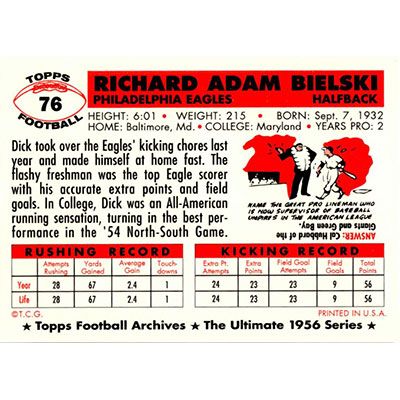 TOPPS
76
FOOTBALL
RICHARD ADAM BIELSKI
PHILADELPHIA EAGLES HALFBACK
HEIGHT: 6:01 • WEIGHT: 215 • BORN: Sept. 7, 1932
HOME: Baltimore, Md. • COLLEGE: Maryland • YEARS PRO: 2
Dick took over the Eagles' kicking chores
last year and made himself at home fast. The
flashy freshman was the top Eagle scorer
with his accurate extra points and field
goals. In College, Dick was an All-American
running sensation, turning in the best per-
formance in the '54 North-South Game.
NAME THE GREAT PRO LINEMAN WHO
IS NOW SUPERVISOR OF BASEBALL
UMPIRES IN THE AMERICAN LEAGUE
ANSWER: Cal Hubbard of the
Giants and Green Bay.
RUSHING RECORD
Attempts Rushing Yards Gained Average Gain Touch-downs
Year 28 67 2.4 1
Life 28 67 2.4 1
KICKING RECORD
Extra Pt. Attempts Extra Points Field Goal Attempts Field Goals Total Points
24 23 23 9 56
24 23 23 9 56
©T.C.G. PRINTED IN U.S.A.
★ Topps Football Archives ★ The Ultimate 1956 Series ★